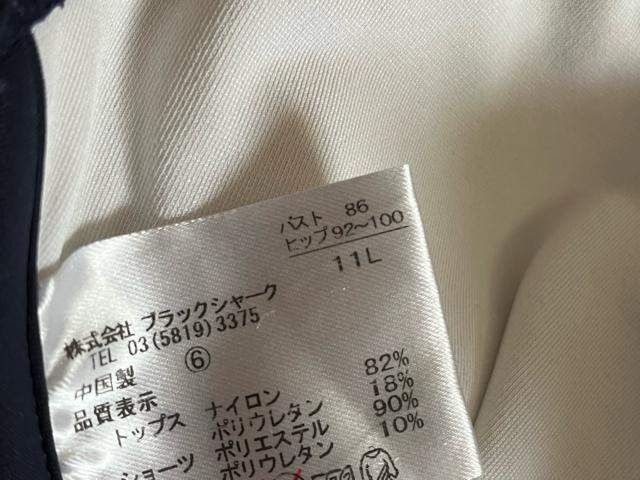 バスト 86
ヒップ92~100
11L
株式会社 ブラックシャーク
TEL 03(5819)3375
中国製 ⑥
品質表示
トップス ナイロン 82%
ポリウレタン 18%
ショーツ ポリエステル 90%
ポリウレタン 10%